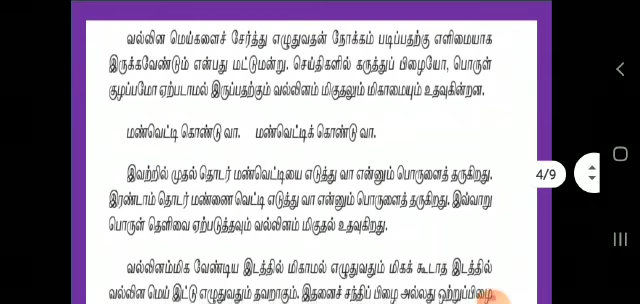 வல்லின மெய்களைச் சேர்த்து எழுதுவதன் நோக்கம் படிப்பதற்கு எளிமையாக
இருக்கவேண்டும் என்பது மட்டுமன்று. செய்திகளில் கருத்துப் பிழையோ, பொருள்
குழப்பமோ ஏற்படாமல் இருப்பதற்கும் வல்லினம் மிகுதலும் மிகாமையும் உதவுகின்றன.
மண்வெட்டி கொண்டு வா. மண்வெட்டிக் கொண்டு வா.
இவற்றில் முதல் தொடர் மண்வெட்டியை எடுத்து வா என்னும் பொருளைத் தருகிறது.
இரண்டாம் தொடர் மண்ணை வெட்டி எடுத்து வா என்னும் பொருளைத் தருகிறது. இவ்வாறு
பொருள் தெளிவை ஏற்படுத்தவும் வல்லினம் மிகுதல் உதவுகிறது.
4/9
வல்லினம்மிக வேண்டிய இடத்தில் மிகாமல் எழுதுவதும் மிகக் கூடாத இடத்தில்
வல்லின மெய் இட்டு எழுதுவதும் தவறாகும். இதனைச் சந்திப் பிழை அல்லது ஒற்றுப்பிழை